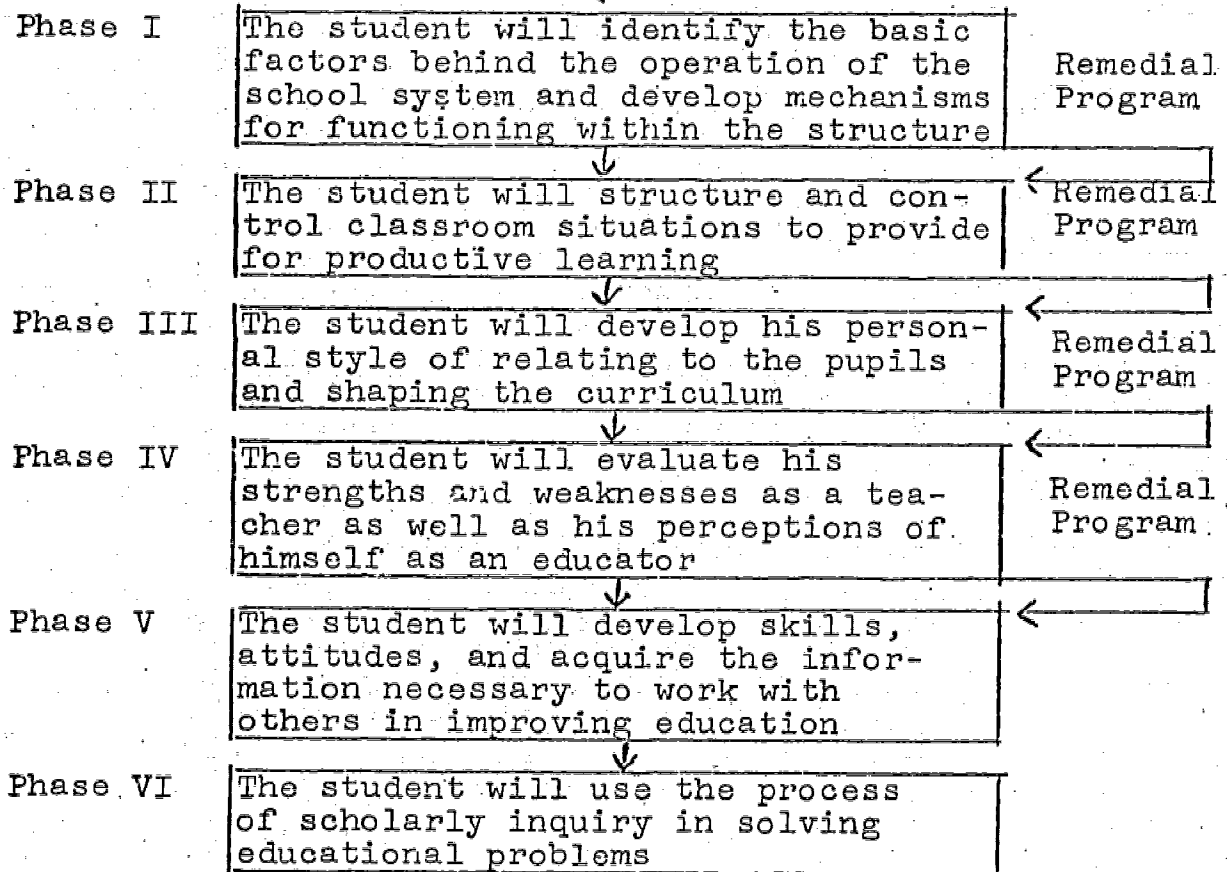 Phase I
The student will identify the basic
factors behind the operation of the
school system and develop mechanisms
for functioning within the structure
Remedial
Program
Phase II
The student will structure and con-
trol classroom situations to provide
for productive learning
Remedial
Program
Phase III
The student will develop his person-
al style of relating to the pupils
and shaping the curriculum
Remedial
Program
Phase IV
The student will evaluate his
strengths and weaknesses as a tea-
cher as well as his perceptions of
himself as an educator
Remedial
Program
Phase V
The student will develop skills,
attitudes, and acquire the infor-
mation necessary to work with
others in improving education
Phase VI
The student will use the process
of scholarly inquiry in solving
educational problems